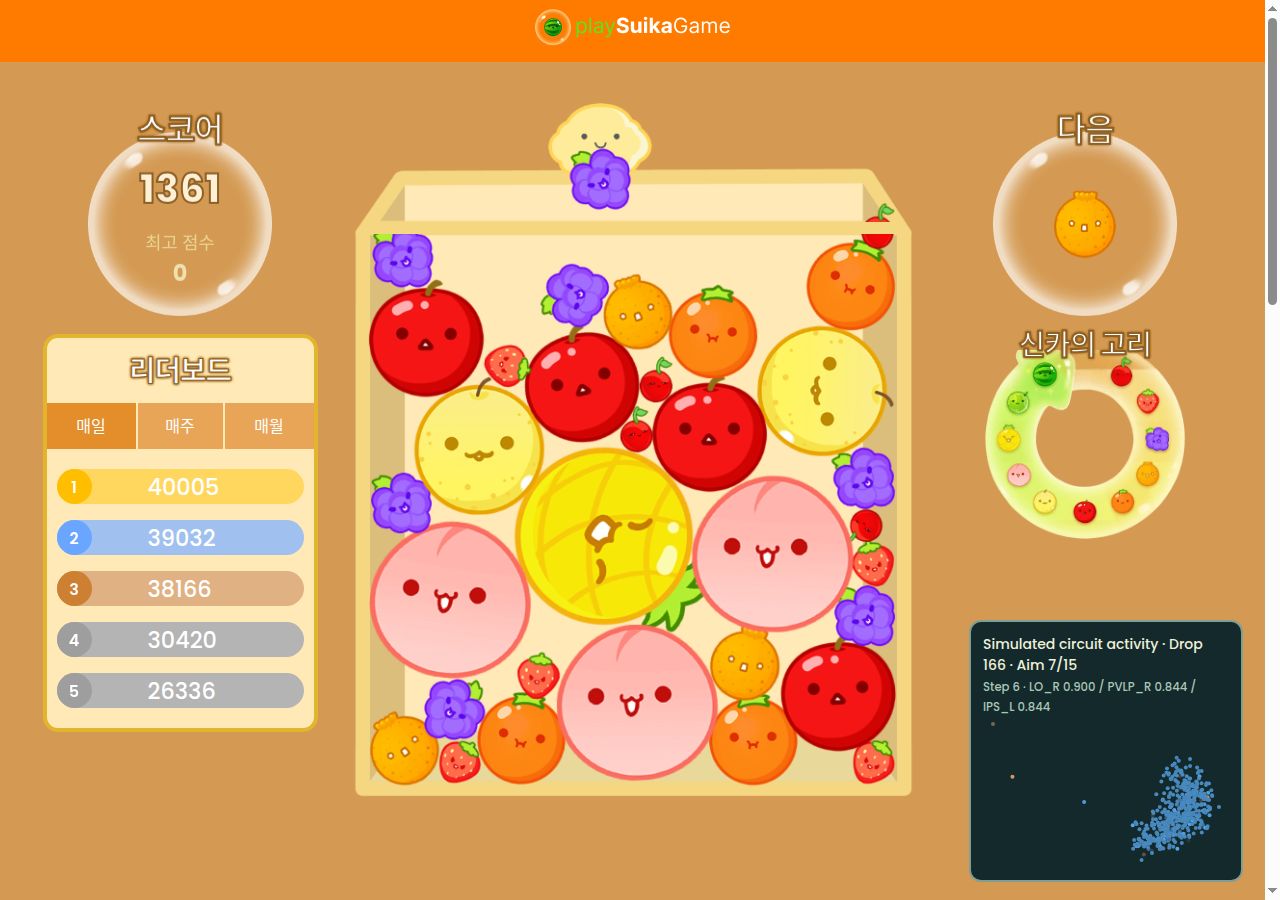 playSuikaGame
스코어
1361
최고 점수
0
다음
리더보드
매일
매주
매월
1 40005
2 39032
3 38166
4 30420
5 26336
신카의 고리
Simulated circuit activity · Drop
166 · Aim 7/15
Step 6 · LO_R 0.900 / PVLP_R 0.844 /
IPS_L 0.844